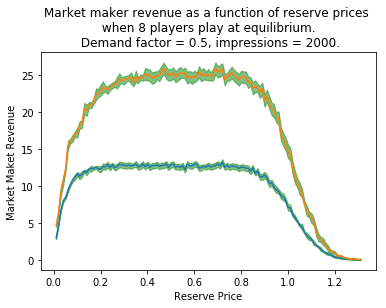 Market maker revenue as a function of reserve prices
when 8 players play at equilibrium.
Demand factor = 0.5, impressions = 2000.
25
20
15
10
5
0
Market Maket Revenue
0.0 0.2 0.4 0.6 0.8 1.0 1.2
Reserve Price